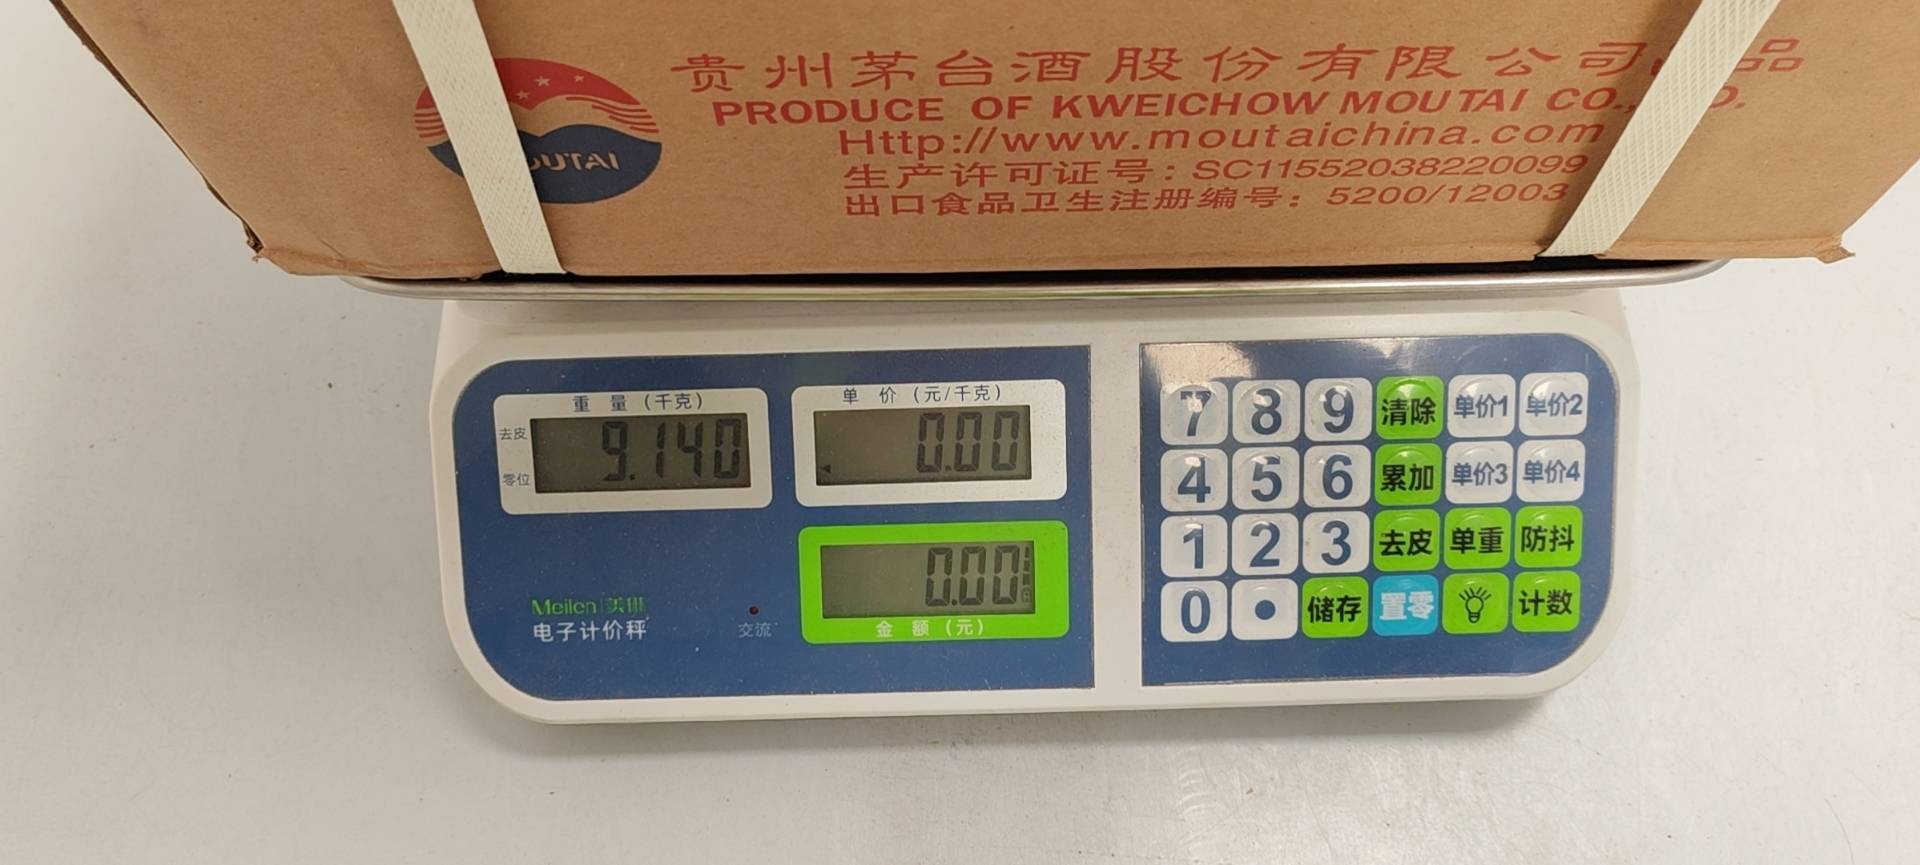 贵州茅台酒股份有限公司 品
PRODUCE OF KWEICHOW MOUTAI CO.,
Http://www.moutaichina.com
生产许可证号：SC11552038220099
出口食品卫生注册编号：5200/12003
重 量（千克）
去皮
零位
9.140
单 价（元/千克）
0.00
0.00
金 额（元）
Meilen 美
电子计价秤
交流
7 8 9 清除 单价1 单价2
4 5 6 累加 单价3 单价4
1 2 3 去皮 单重 防抖
0 • 储存 置零 计数